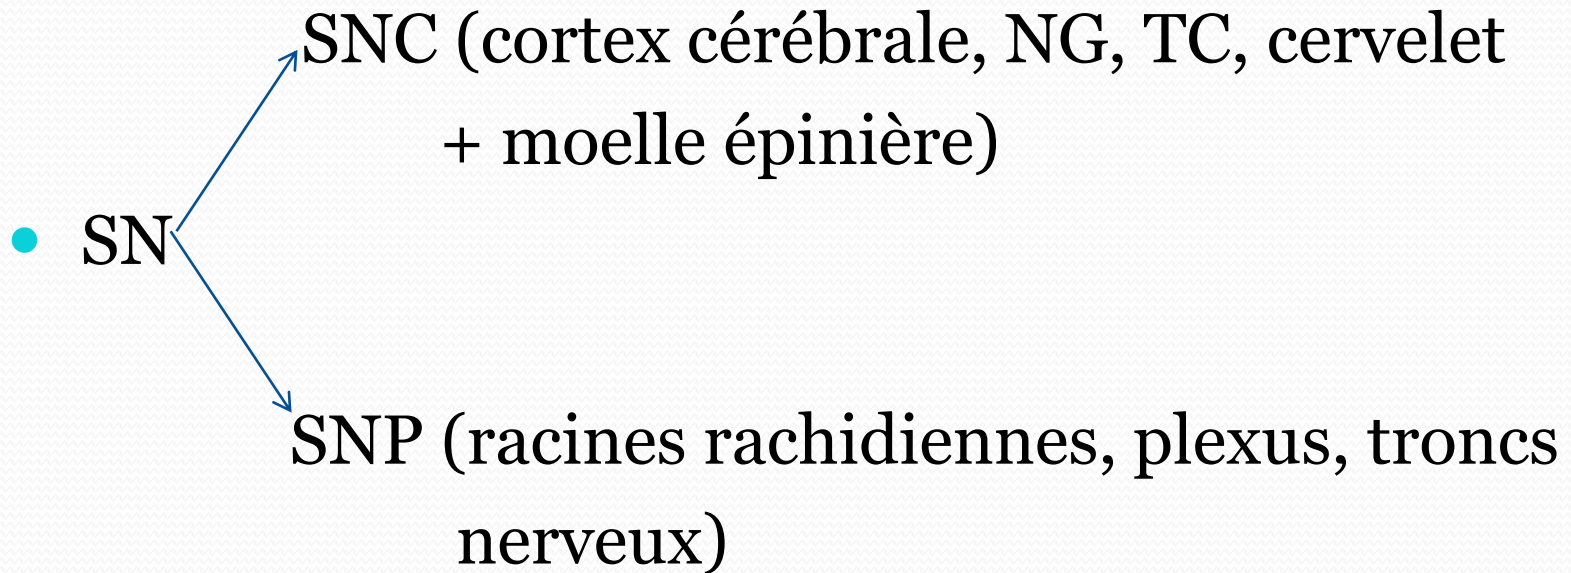 SNC (cortex cérébrale, NG, TC, cervelet
+ moelle épinière)
• SN
SNP (racines rachidiennes, plexus, troncs
nerveux)